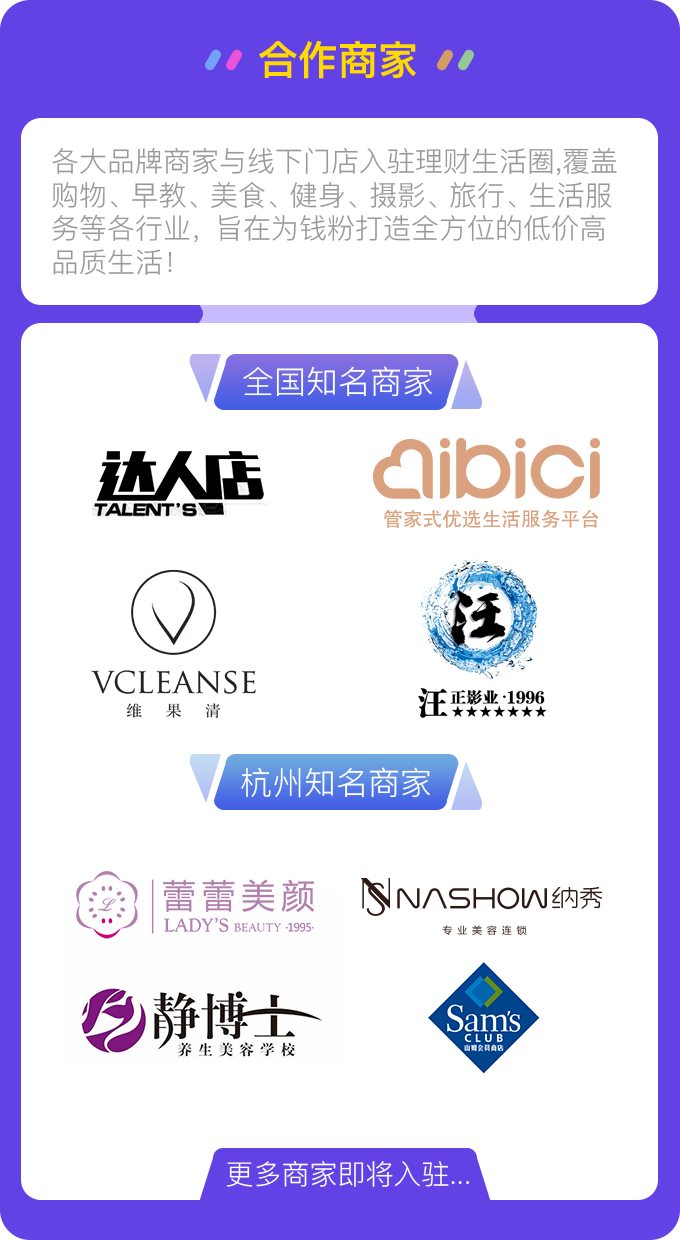 合作商家
各大品牌商家与线下门店入驻理财生活圈,覆盖
购物、早教、美食、健身、摄影、旅行、生活服
务等各行业，旨在为钱粉打造全方位的低价高
品质生活！
全国知名商家
达人店
TALENT'S
aibici
管家式优选生活服务平台
VCLEANSE
维果清
汪
汪 正影业·1996
杭州知名商家
L
蕾蕾美颜
LADY'S BEAUTY ·1995·
NASHOW纳秀
专业美容连锁
静博士
养生美容学校
Sam's
CLUB
山姆会员商店
更多商家即将入驻...